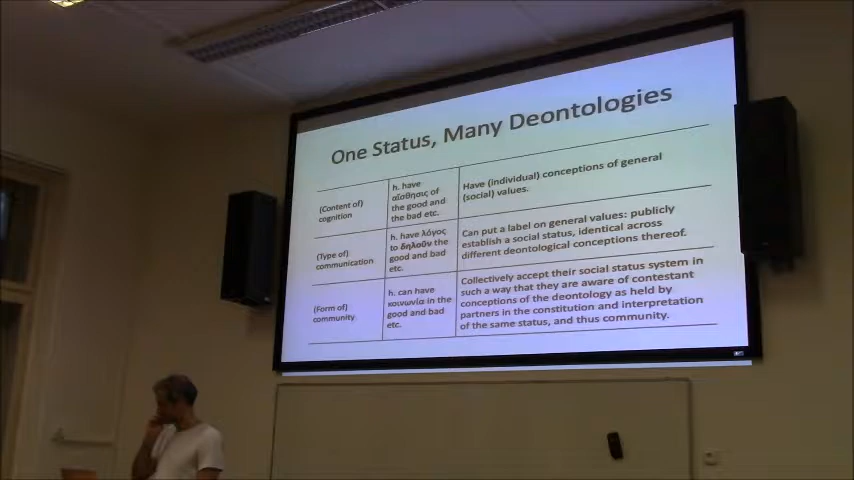 One Status, Many Deontologies
(Content of)
cognition
h. have
αἴσθησις of
the good and
the bad etc.
Have (individual) conceptions of general
(social) values.
(Type of)
communication
h. have λόγος
to δηλοῦν the
good and bad
etc.
Can put a label on general values: publicly
establish a social status, identical across
different deontological conceptions thereof.
(Form of)
community
h. can have
κοινωνία in the
good and bad
etc.
Collectively accept their social status system in
such a way that they are aware of contestant
conceptions of the deontology as held by
partners in the constitution and interpretation
of the same status, and thus community.